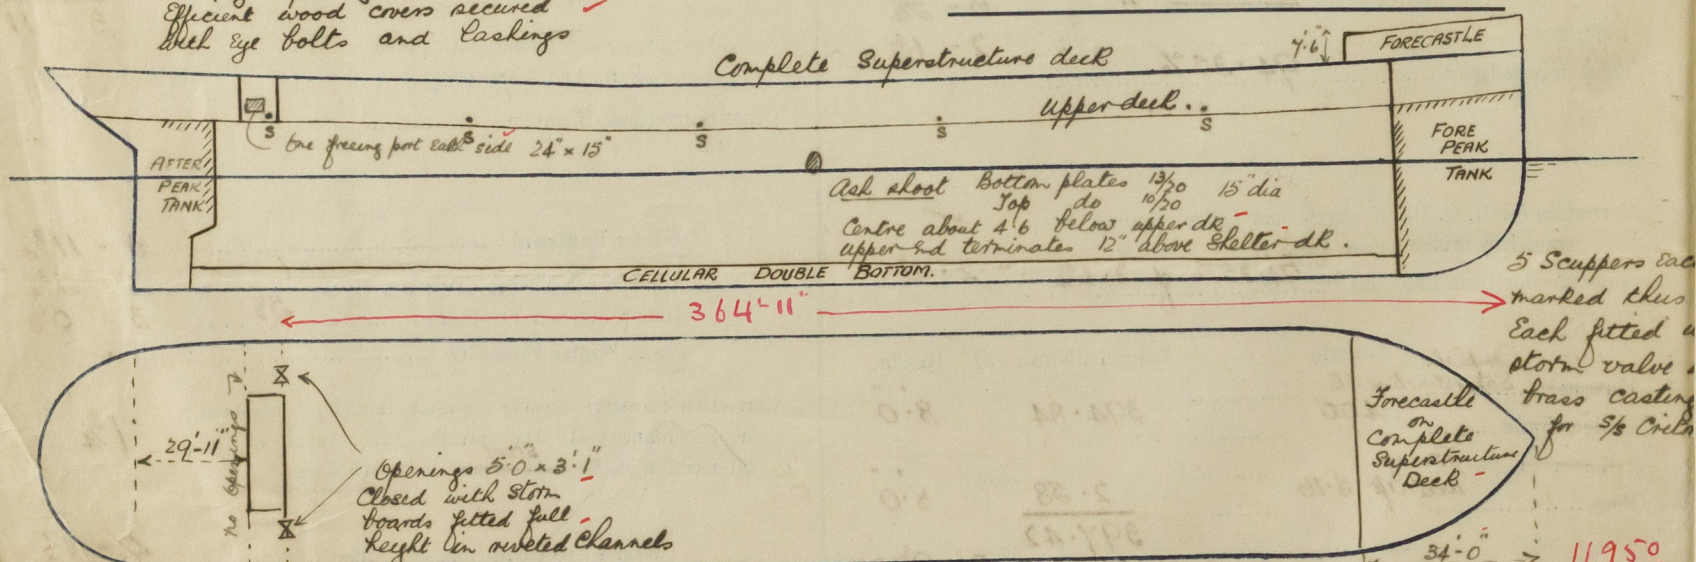 Efficient wood covers secured
with Eye bolts and Lashings
Complete Superstructure deck
7'.6"
FORECASTLE
Upper deck.
S
S
S
S
S
One freeing port Each side 24" x 15"
AFTER
PEAK
TANK
FORE
PEAK
TANK
Ash shoot Bottom plates 13/20 15" dia
Top do 10/20
Centre about 4.6 below upper dk
upper End terminates 12" above Shelter dk.
CELLULAR DOUBLE BOTTOM.
364'-11"
5 Scuppers Eac
marked thus
Each fitted
storm valve
brass casting
for S/S
29'-11"
no Openings
Openings 5'.0 x 3'.1"
Closed with Storm
boards fitted full
height in riveted Channels
Forecastle
on
Complete
Superstructure
Deck
34'-0"
11950